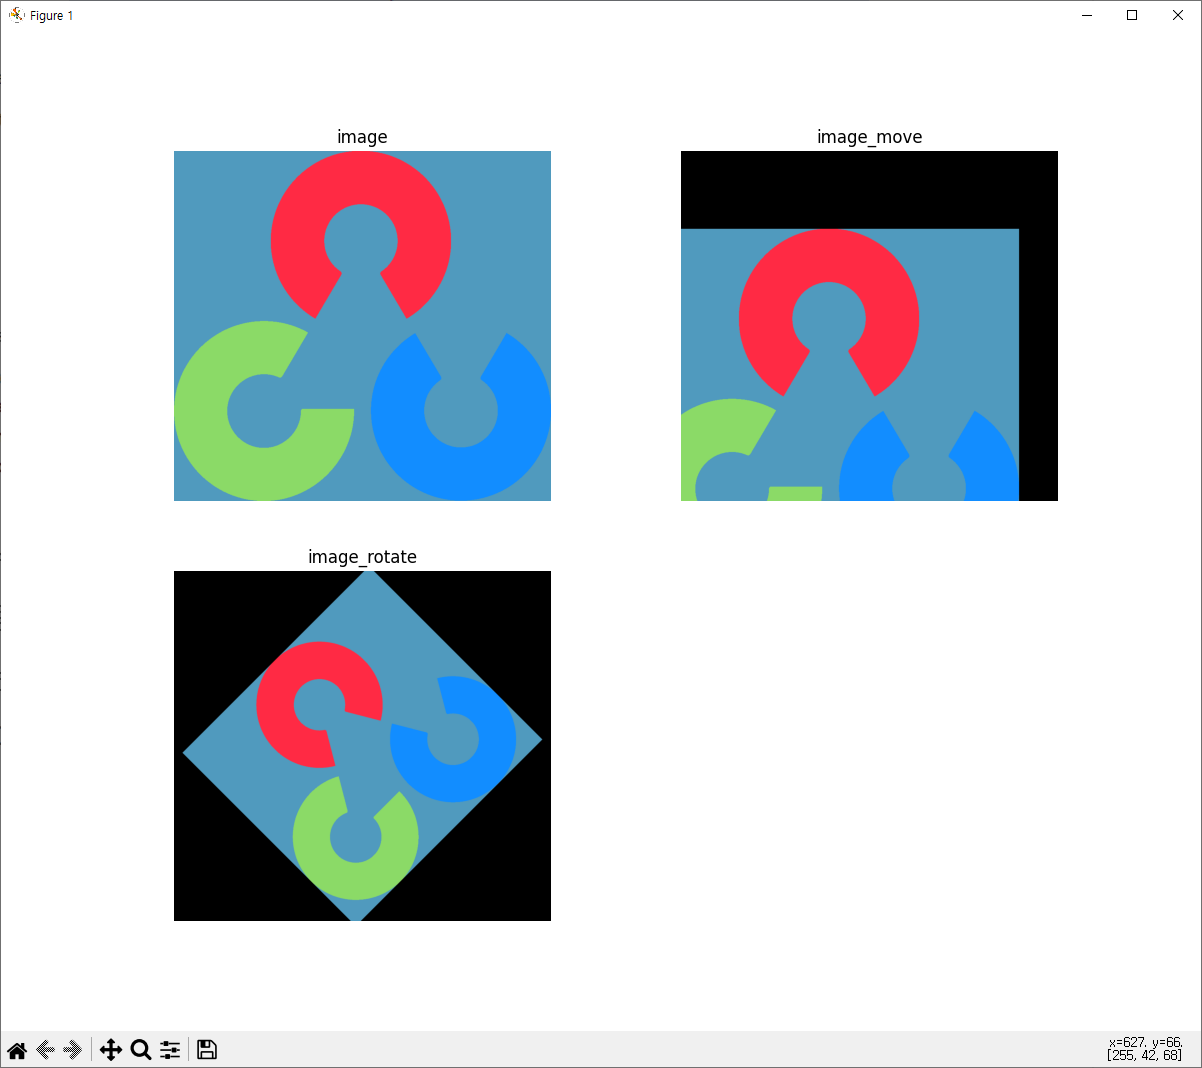 Figure 1
image
image_move
image_rotate
x=627. y=66.
[255, 42, 68]